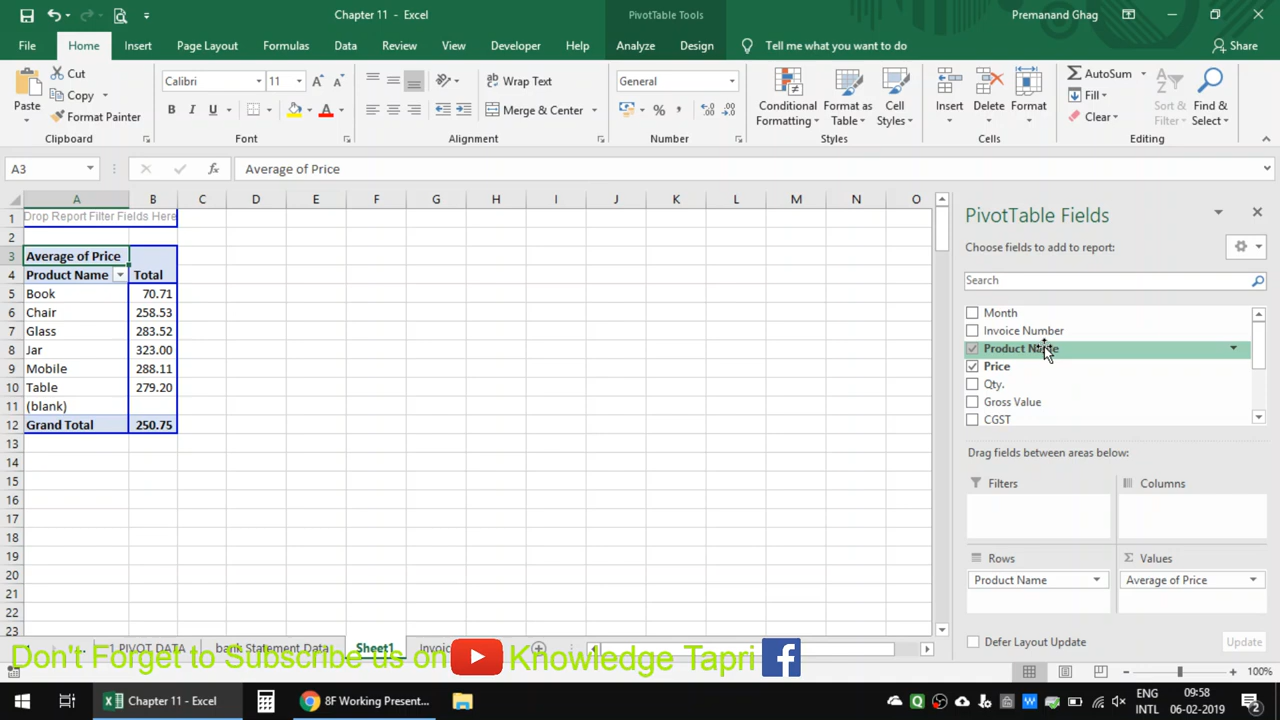 Chapter 11 - Excel
PivotTable Tools
Premanand Ghag
File Home Insert Page Layout Formulas Data Review View Developer Help Analyze Design Tell me what you want to do Share
Paste
Cut
Copy
Format Painter
Clipboard
Calibri 11
B I U
Font
Wrap Text
Merge & Center
Alignment
General
Number
Conditional Formatting
Format as Table
Cell Styles
Styles
Insert Delete Format
Cells
AutoSum
Fill
Clear
Sort & Filter
Find & Select
Editing
A3 fx Average of Price
A B C D E F G H I J K L M N O
1 Drop Report Filter Fields Here
2
3 Average of Price
4 Product Name Total
5 Book 70.71
6 Chair 258.53
7 Glass 283.52
8 Jar 323.00
9 Mobile 288.11
10 Table 279.20
11 (blank)
12 Grand Total 250.75
13
14
15
16
17
18
19
20
21
22
23
PivotTable Fields
Choose fields to add to report:
Search
Month
Invoice Number
Product Name
Price
Qty.
Gross Value
CGST
Drag fields between areas below:
Filters Columns
Rows Values
Product Name Average of Price
Defer Layout Update Update
... PIVOT DATA bank Statement Data Sheet1
Don't Forget to Subscribe us on Knowledge Tapri
100%
Chapter 11 - Excel
8F Working Present...
ENG
INTL
09:58
06-02-2019
2